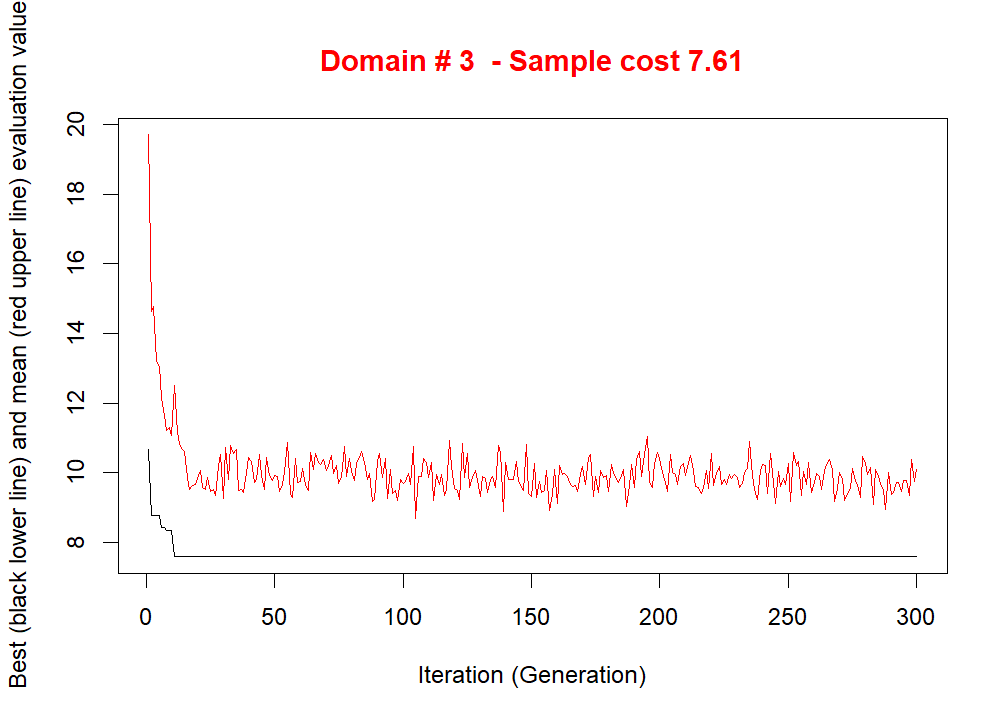 Domain # 3  - Sample cost 7.61
Best (black lower line) and mean (red upper line) evaluation value
20
18
16
14
12
10
8
0 50 100 150 200 250 300
Iteration (Generation)